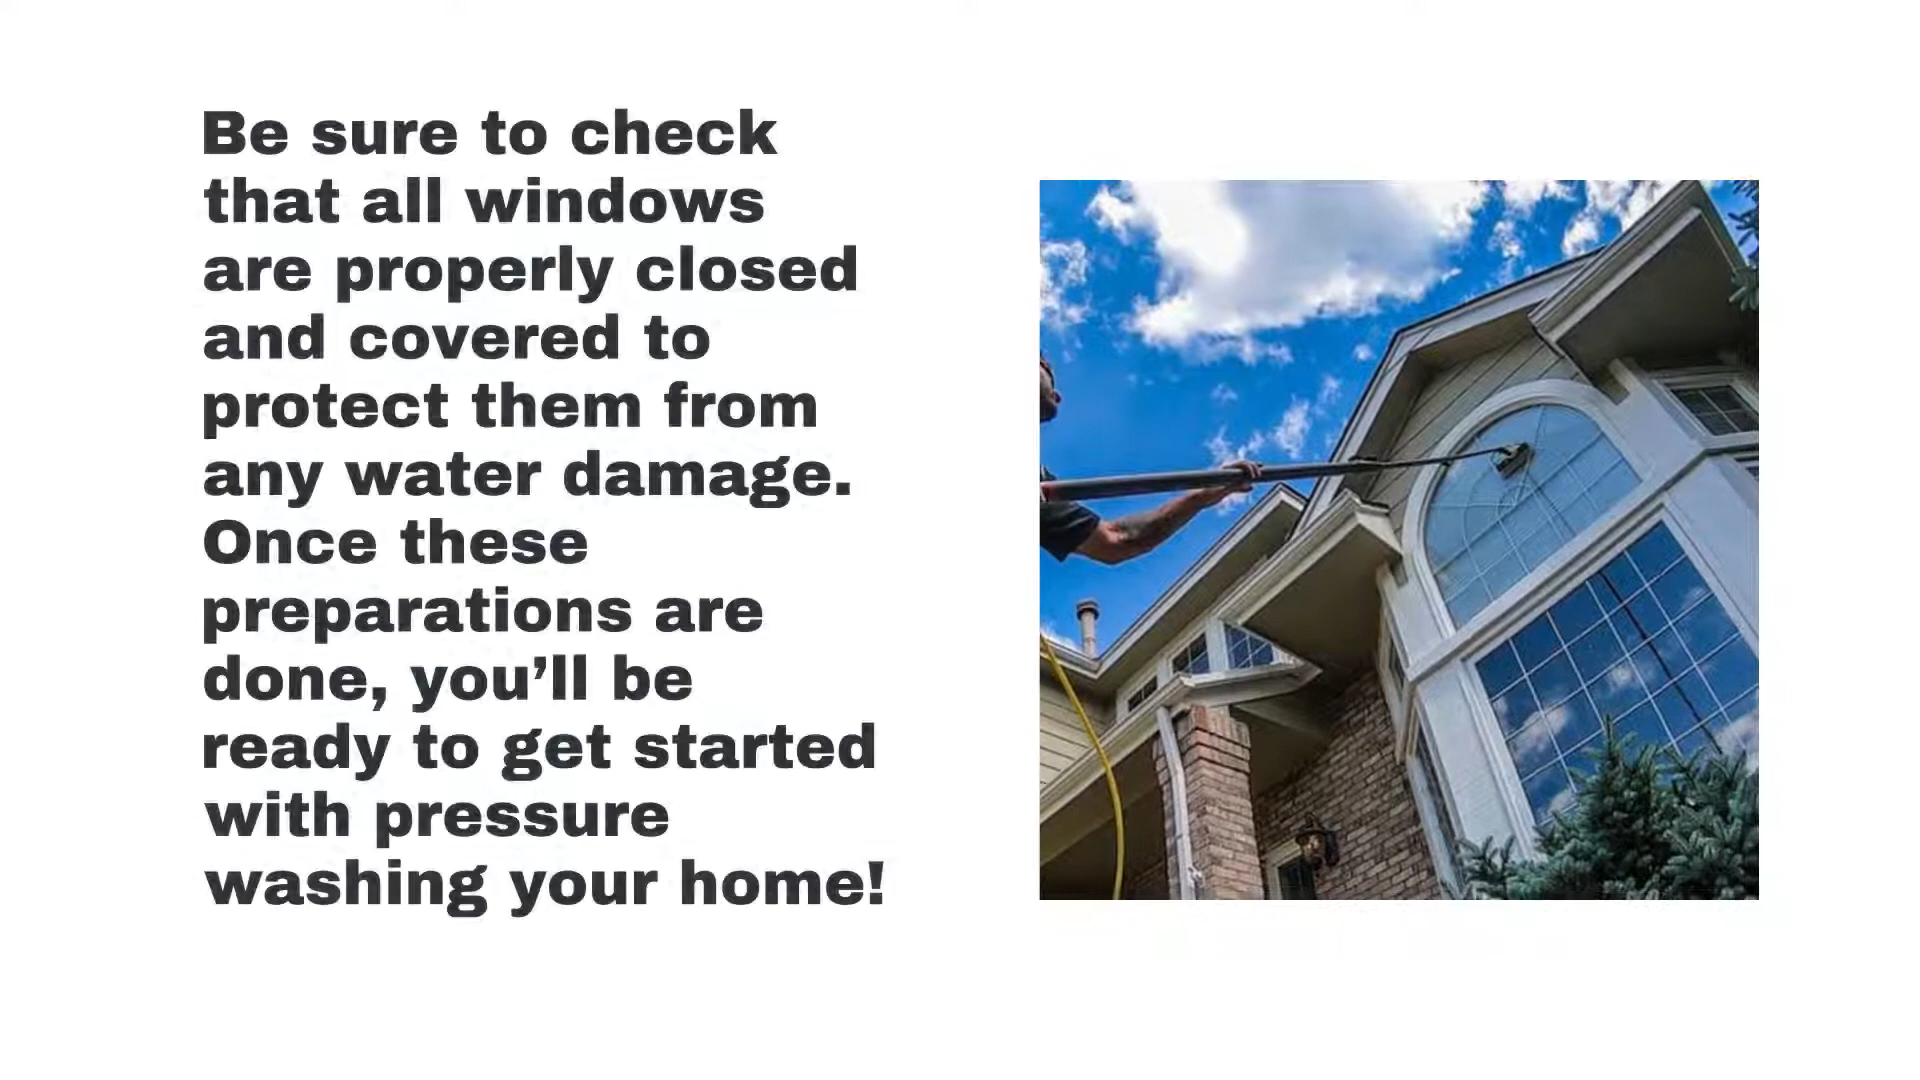 Be sure to check
that all windows
are properly closed
and covered to
protect them from
any water damage.
Once these
preparations are
done, you’ll be
ready to get started
with pressure
washing your home!